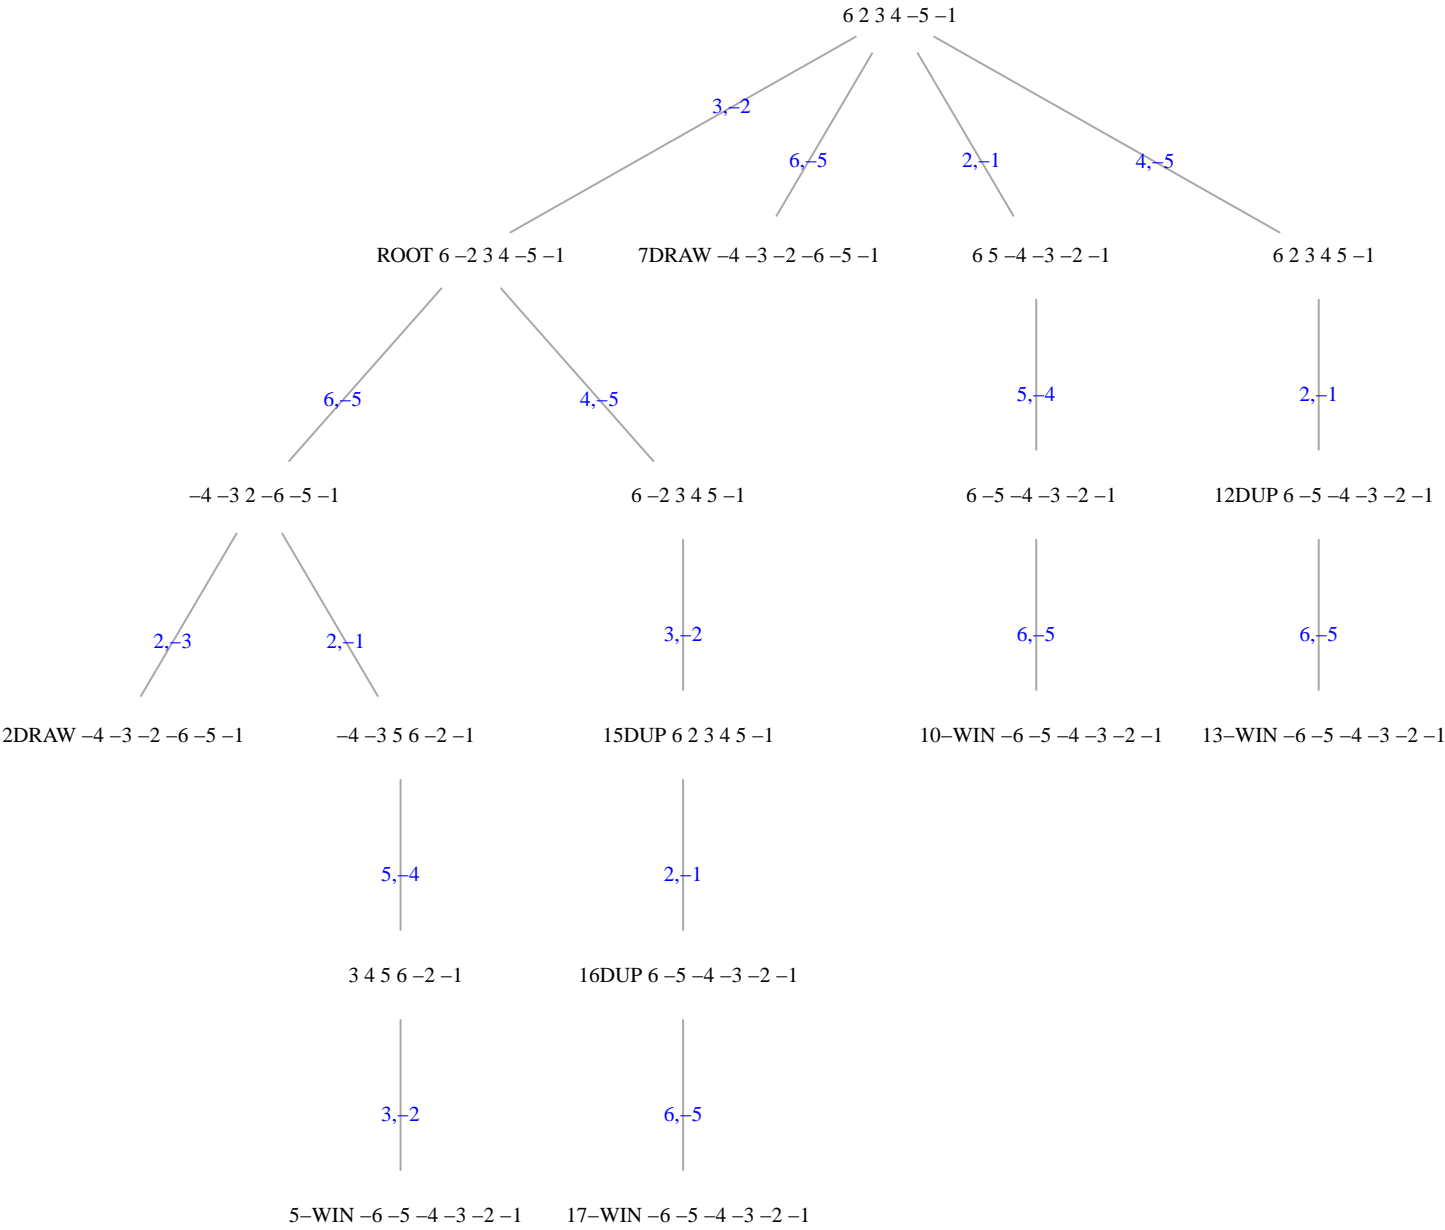 6 2 3 4 –5 –1
3,–2
6,–5
2,–1
4,–5
ROOT 6 –2 3 4 –5 –1
7DRAW –4 –3 –2 –6 –5 –1
6 5 –4 –3 –2 –1
6 2 3 4 5 –1
6,–5
4,–5
5,–4
2,–1
–4 –3 2 –6 –5 –1
6 –2 3 4 5 –1
6 –5 –4 –3 –2 –1
12DUP 6 –5 –4 –3 –2 –1
2,–3
2,–1
3,–2
6,–5
6,–5
2DRAW –4 –3 –2 –6 –5 –1
–4 –3 5 6 –2 –1
15DUP 6 2 3 4 5 –1
10–WIN –6 –5 –4 –3 –2 –1
13–WIN –6 –5 –4 –3 –2 –1
5,–4
2,–1
3 4 5 6 –2 –1
16DUP 6 –5 –4 –3 –2 –1
3,–2
6,–5
5–WIN –6 –5 –4 –3 –2 –1
17–WIN –6 –5 –4 –3 –2 –1